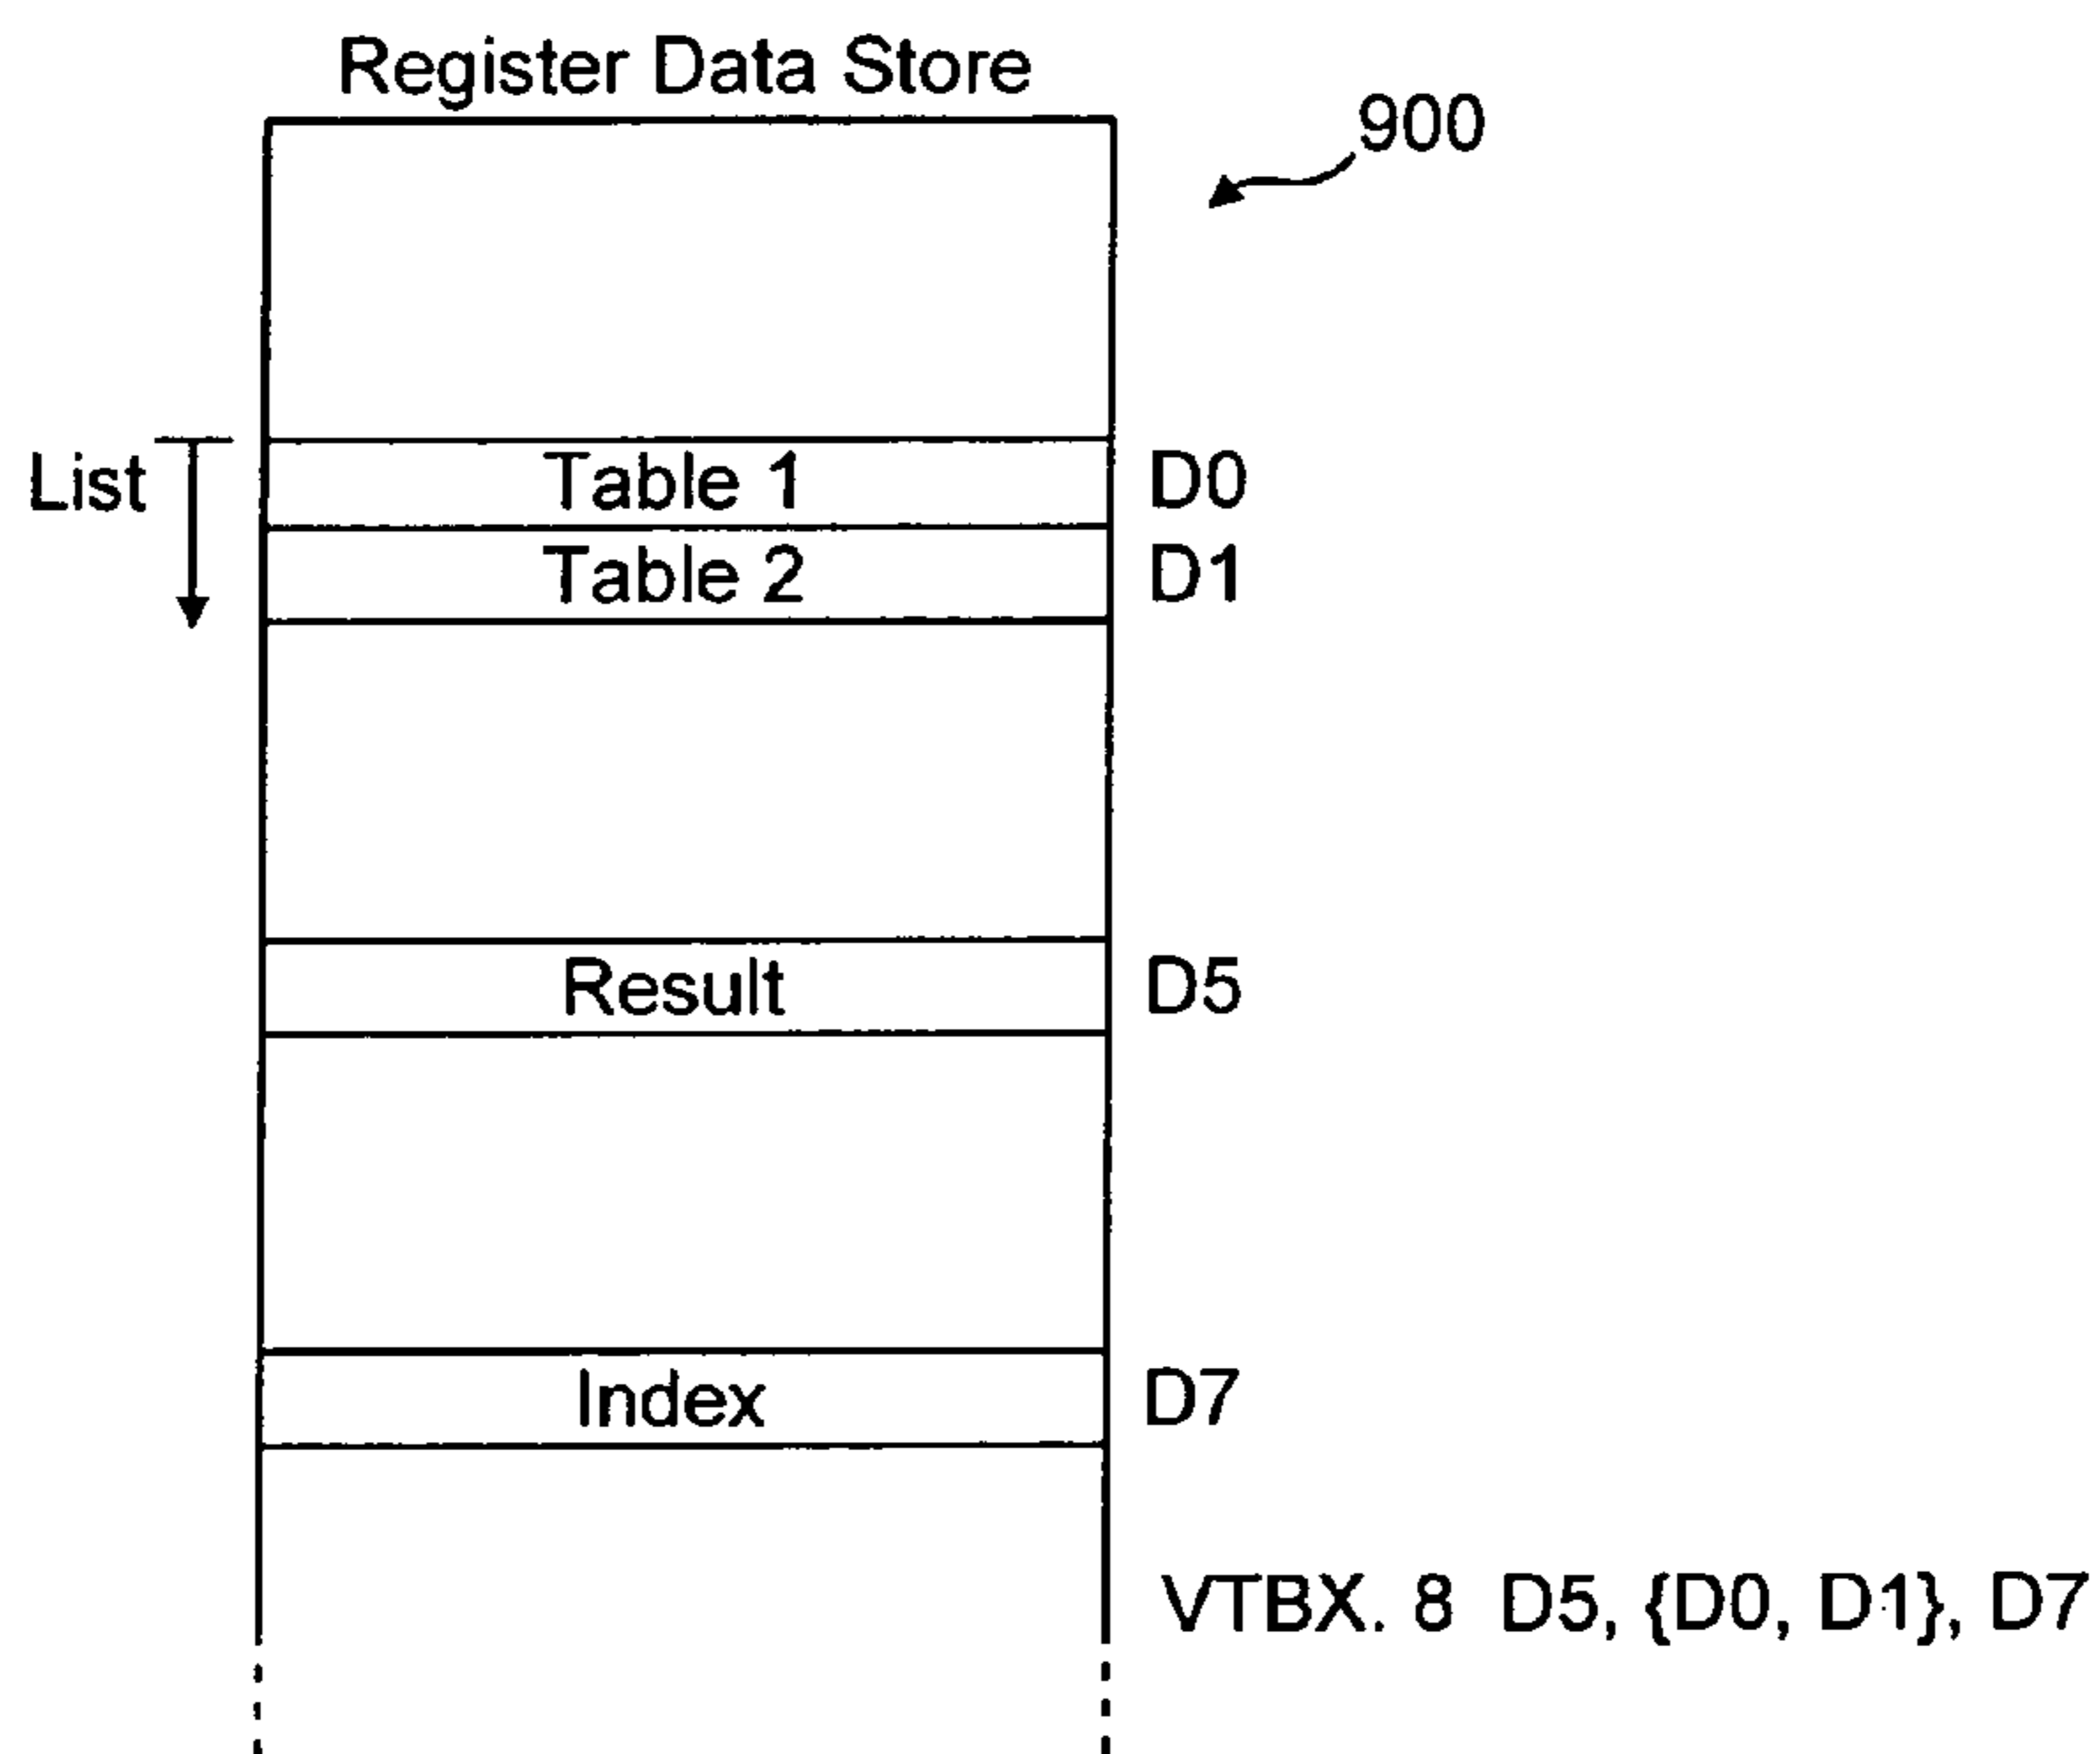 Register Data Store
900
List
Table 1 D0
Table 2 D1
Result D5
Index D7
VTBX. 8 D5, {D0, D1}, D7